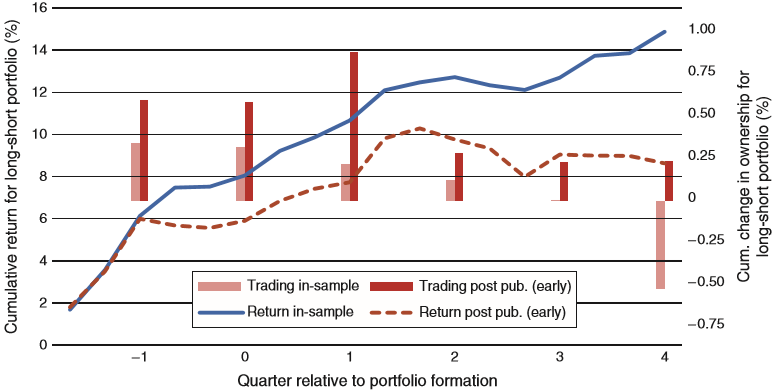 Cumulative return for long-short portfolio (%)
16
14
12
10
8
6
4
2
0
1.00
0.75
0.50
0.25
0
−0.25
−0.50
−0.75
Cum. change in ownership for
long-short portfolio (%)
Trading in-sample
Trading post pub. (early)
Return in-sample
Return post pub. (early)
−1
0
1
2
3
4
Quarter relative to portfolio formation